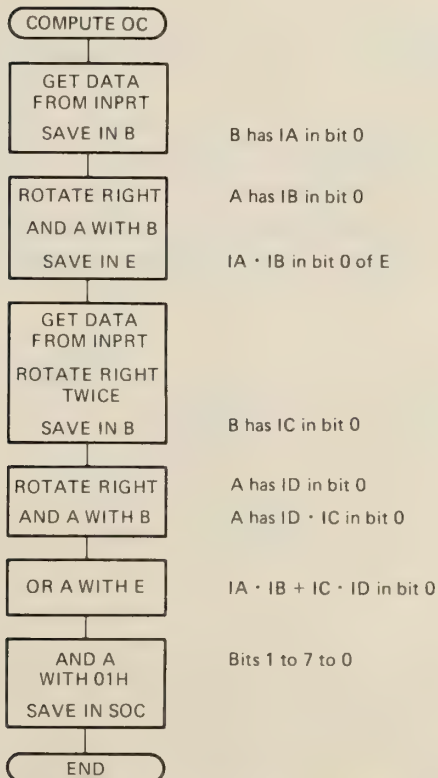 COMPUTE OC
GET DATA
FROM INPRT
SAVE IN B
B has IA in bit 0
ROTATE RIGHT
A has IB in bit 0
AND A WITH B
SAVE IN E
IA · IB in bit 0 of E
GET DATA
FROM INPRT
ROTATE RIGHT
TWICE
SAVE IN B
B has IC in bit 0
ROTATE RIGHT
A has ID in bit 0
AND A WITH B
A has ID · IC in bit 0
OR A WITH E
IA · IB + IC · ID in bit 0
AND A
WITH 01H
Bits 1 to 7 to 0
SAVE IN SOC
END